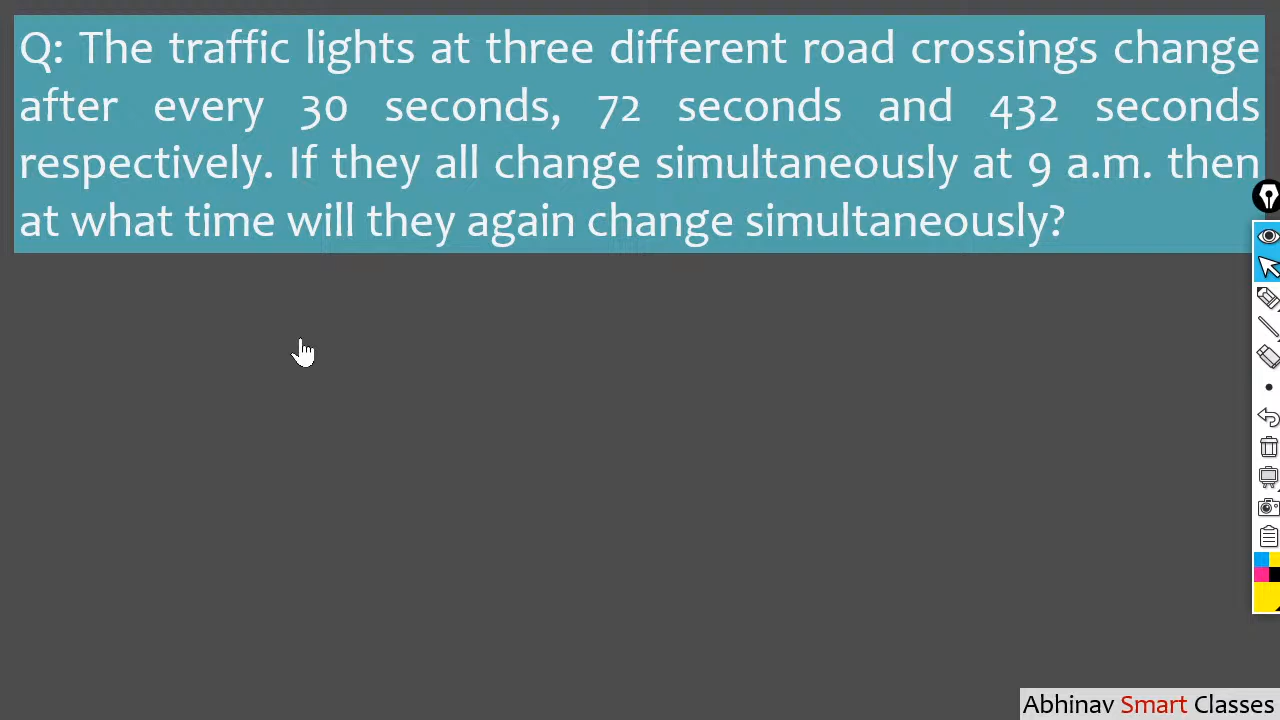 Q: The traffic lights at three different road crossings change
after every 30 seconds, 72 seconds and 432 seconds
respectively. If they all change simultaneously at 9 a.m. then
at what time will they again change simultaneously?
Abhinav Smart Classes